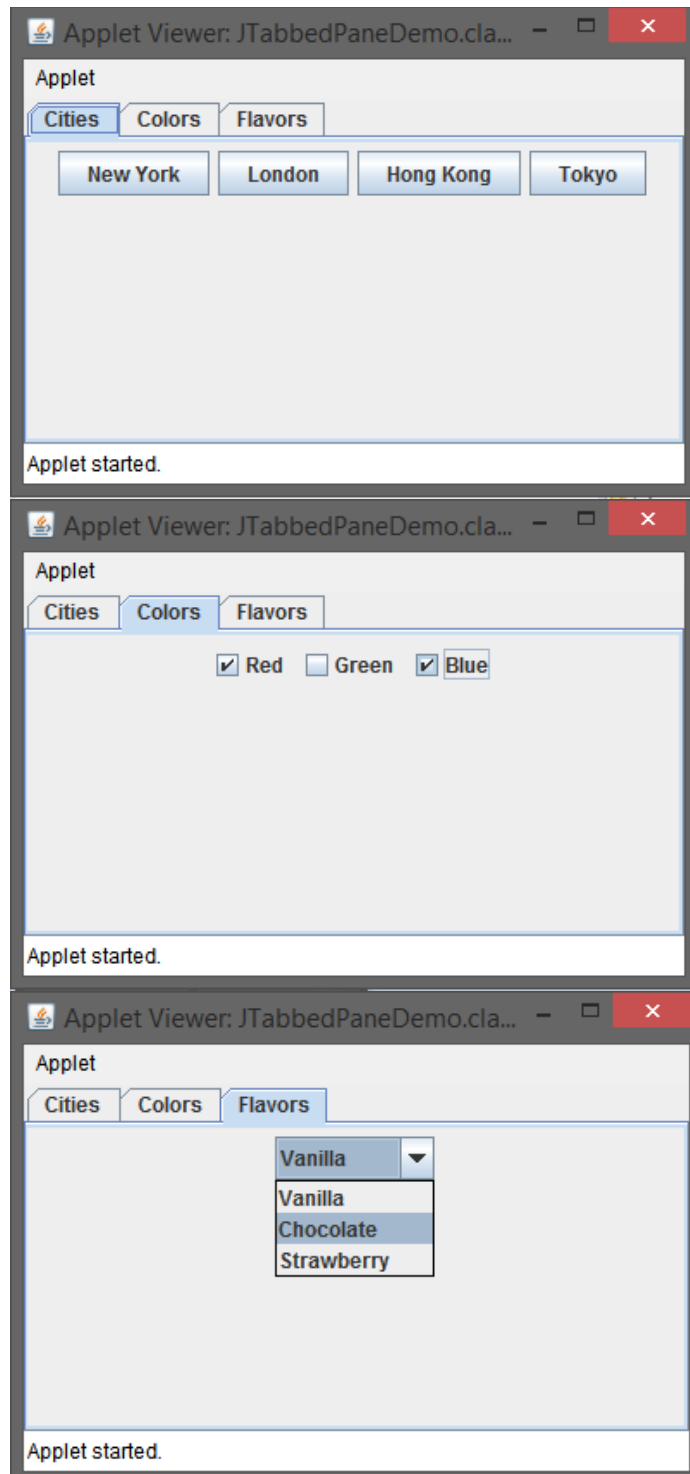 Applet Viewer: JTabbedPaneDemo.cla...
Applet
Cities Colors Flavors
New York London Hong Kong Tokyo
Applet started.
Applet Viewer: JTabbedPaneDemo.cla...
Applet
Cities Colors Flavors
Red Green Blue
Applet started.
Applet Viewer: JTabbedPaneDemo.cla...
Applet
Cities Colors Flavors
Vanilla
Vanilla
Chocolate
Strawberry
Applet started.